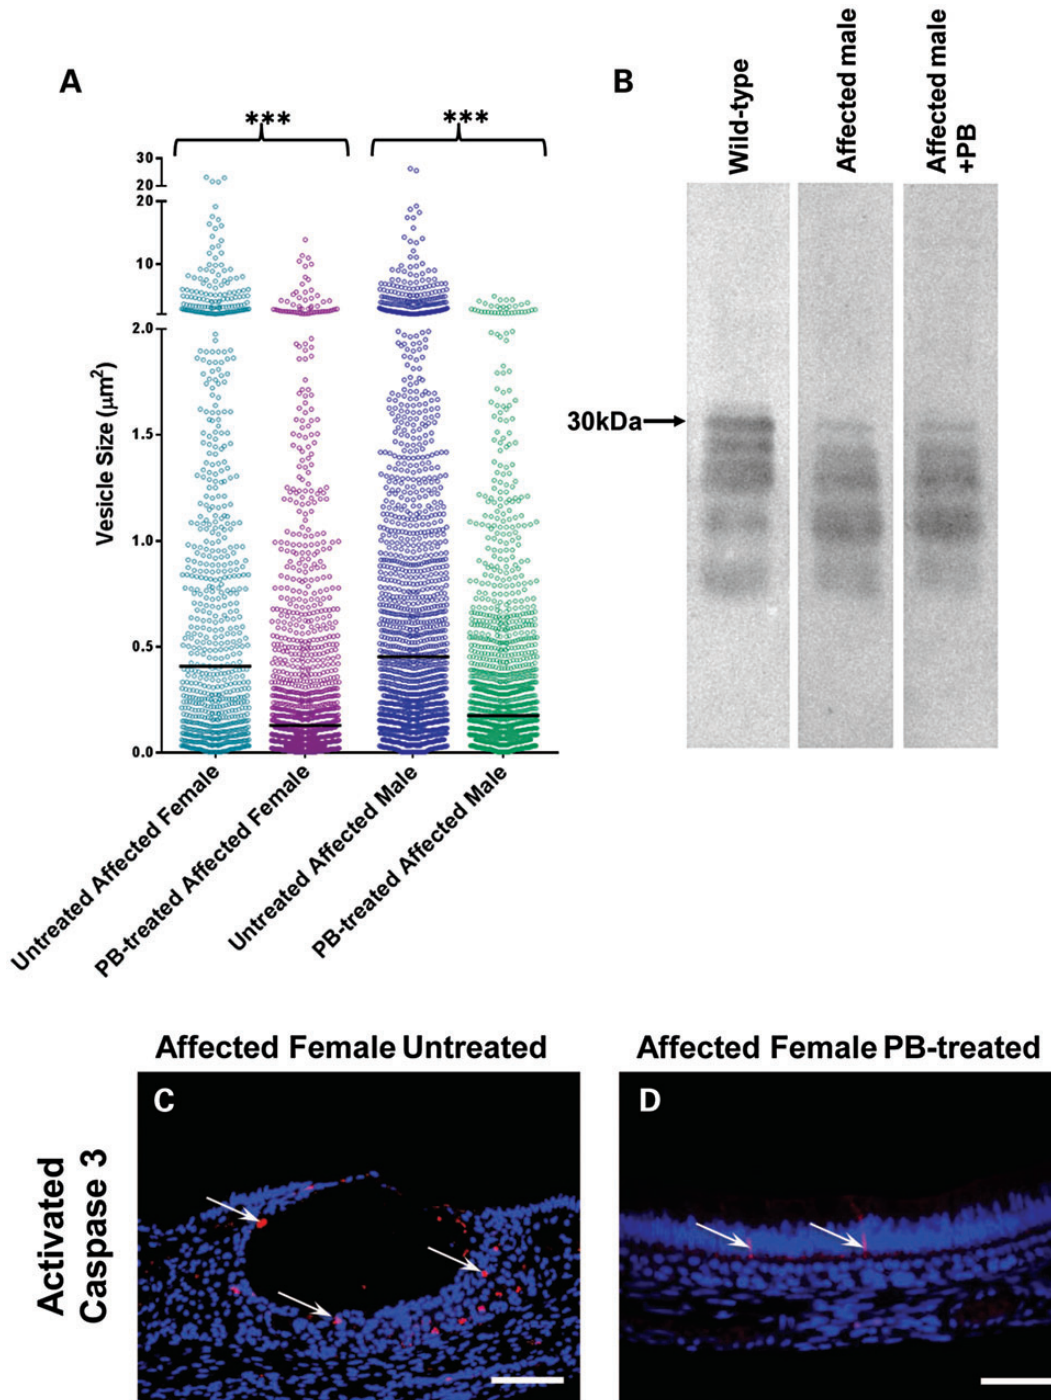 A
B
***
***
Wild-type
Affected male
Affected male
+PB
30
20
20
10
2.0
1.5
1.0
0.5
0.0
Vesicle Size (μm²)
30kDa
Untreated Affected Female
PB-treated Affected Female
Untreated Affected Male
PB-treated Affected Male
Affected Female Untreated
Affected Female PB-treated
Activated
Caspase 3
C
D